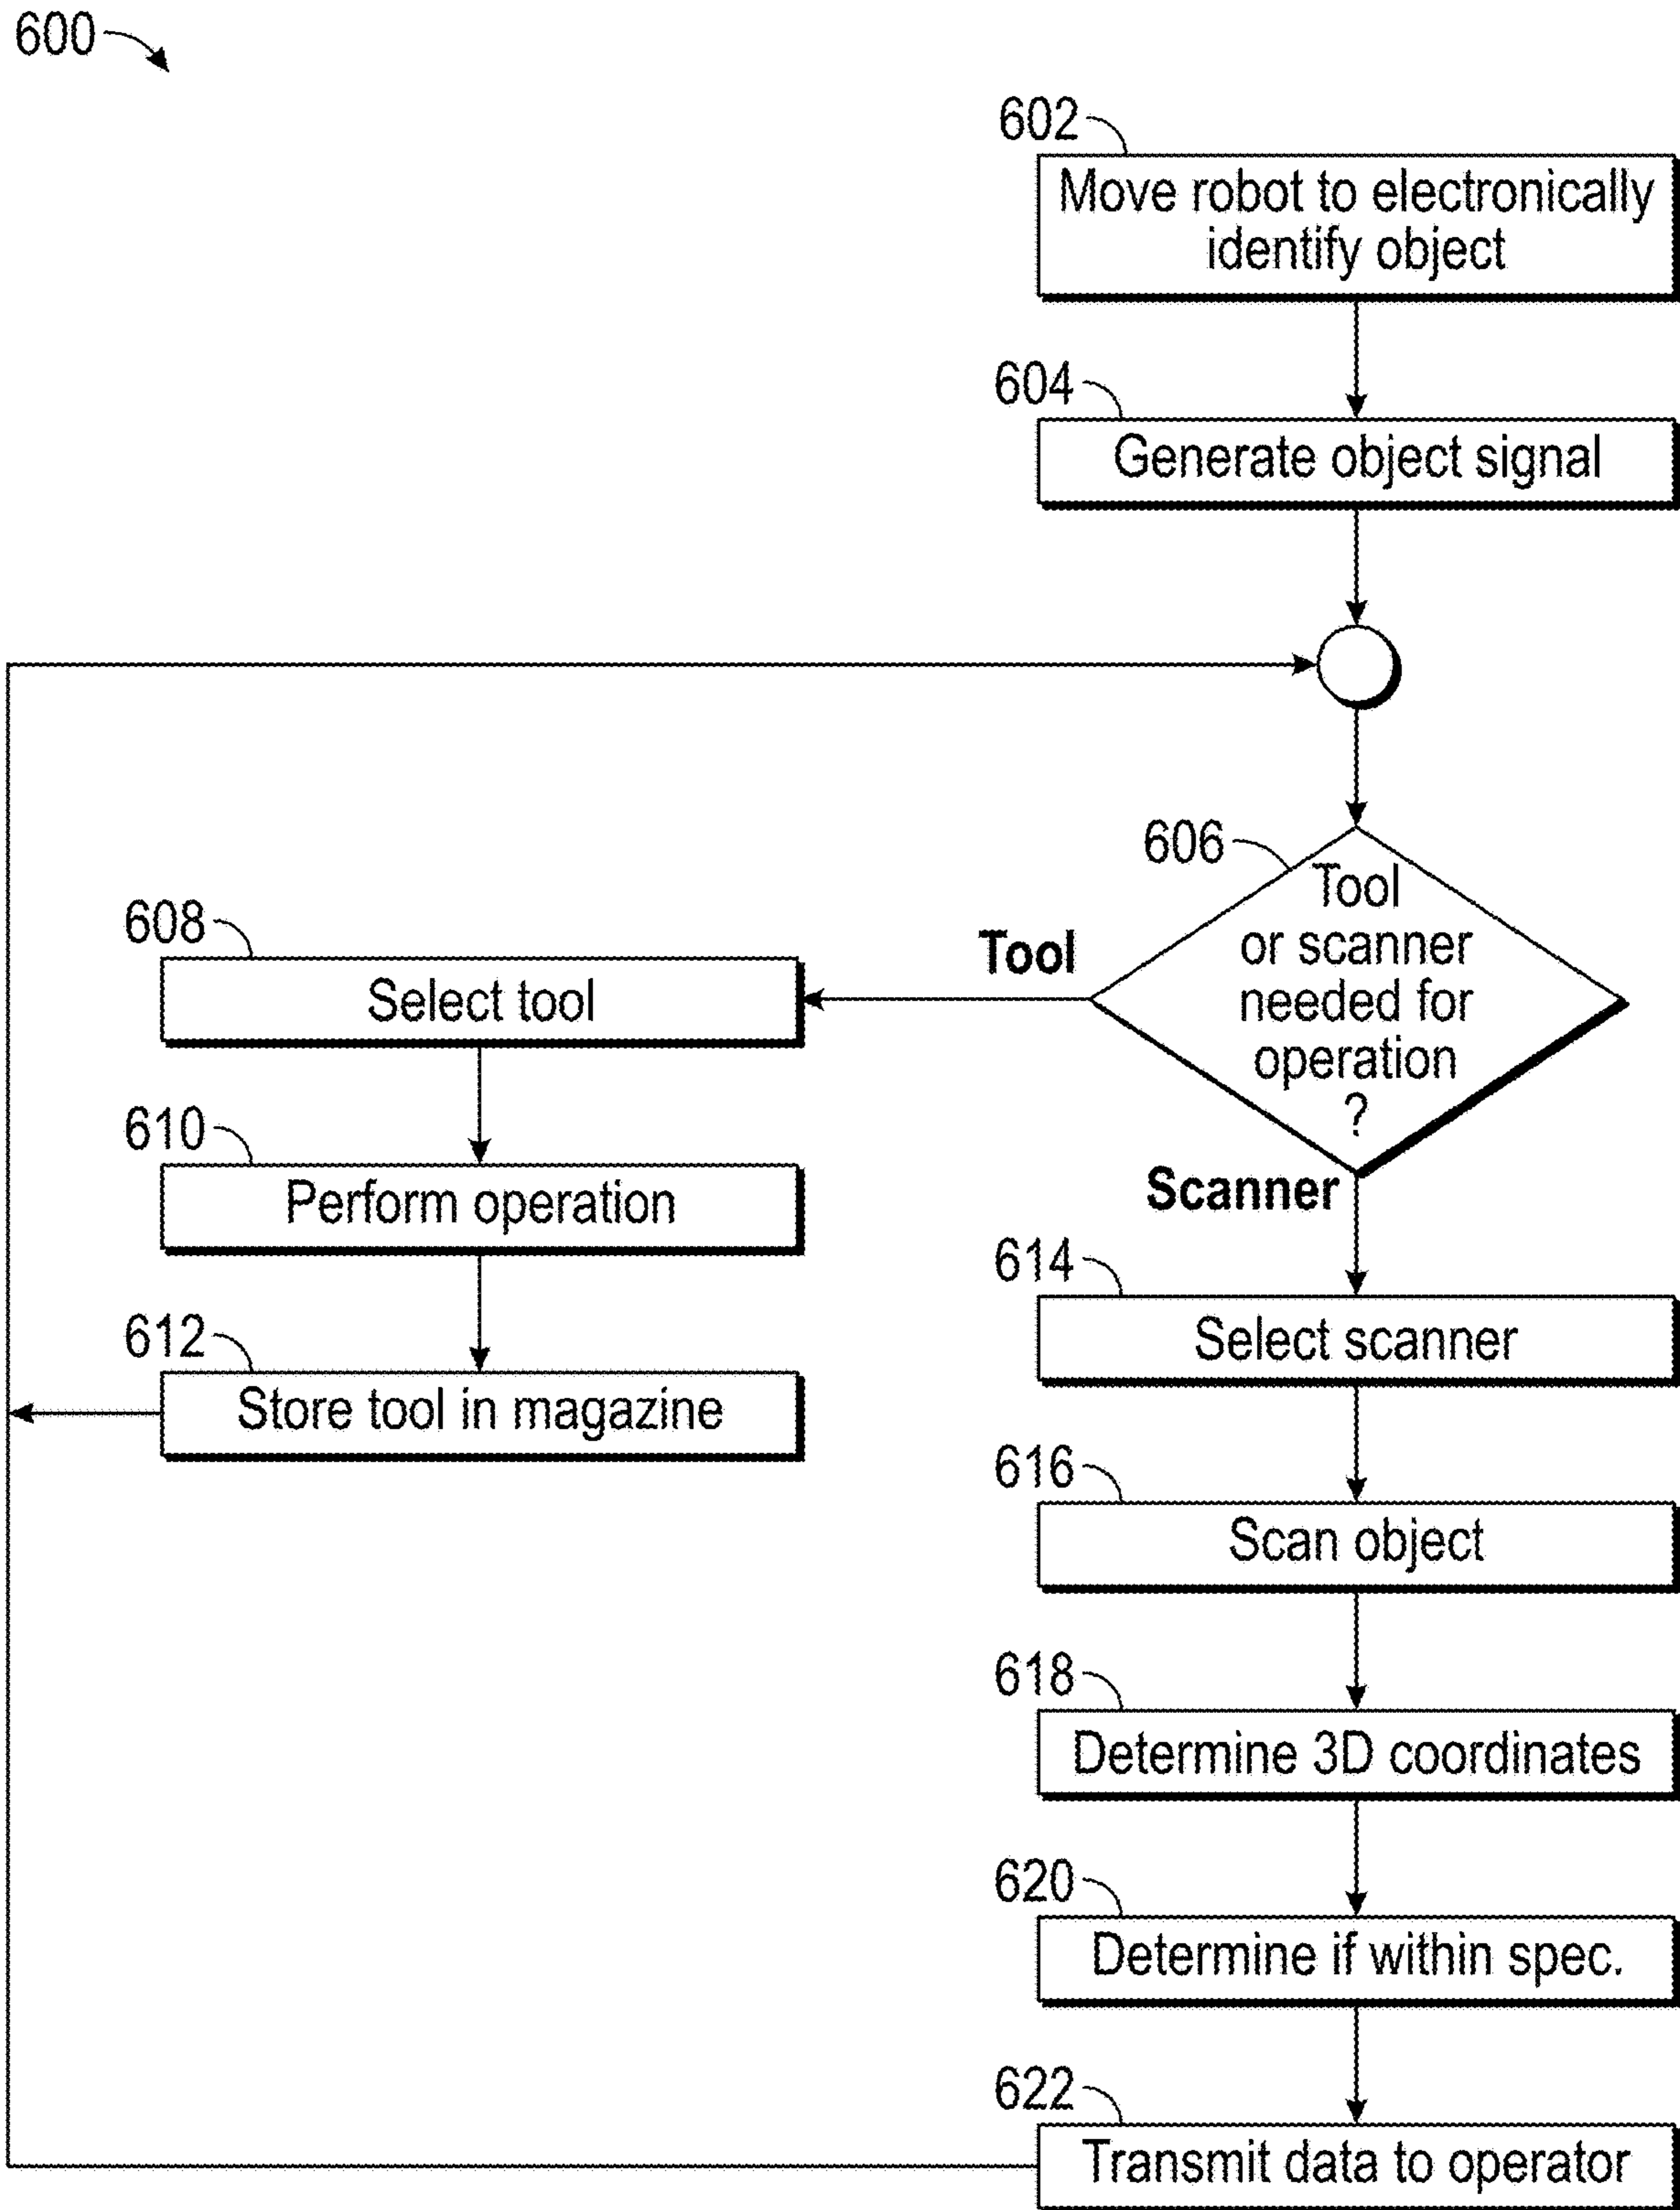 600
602
Move robot to electronically
identify object
604
Generate object signal
606
Tool
or scanner
needed for
operation
?
Tool
608
Select tool
610
Perform operation
612
Store tool in magazine
Scanner
614
Select scanner
616
Scan object
618
Determine 3D coordinates
620
Determine if within spec.
622
Transmit data to operator